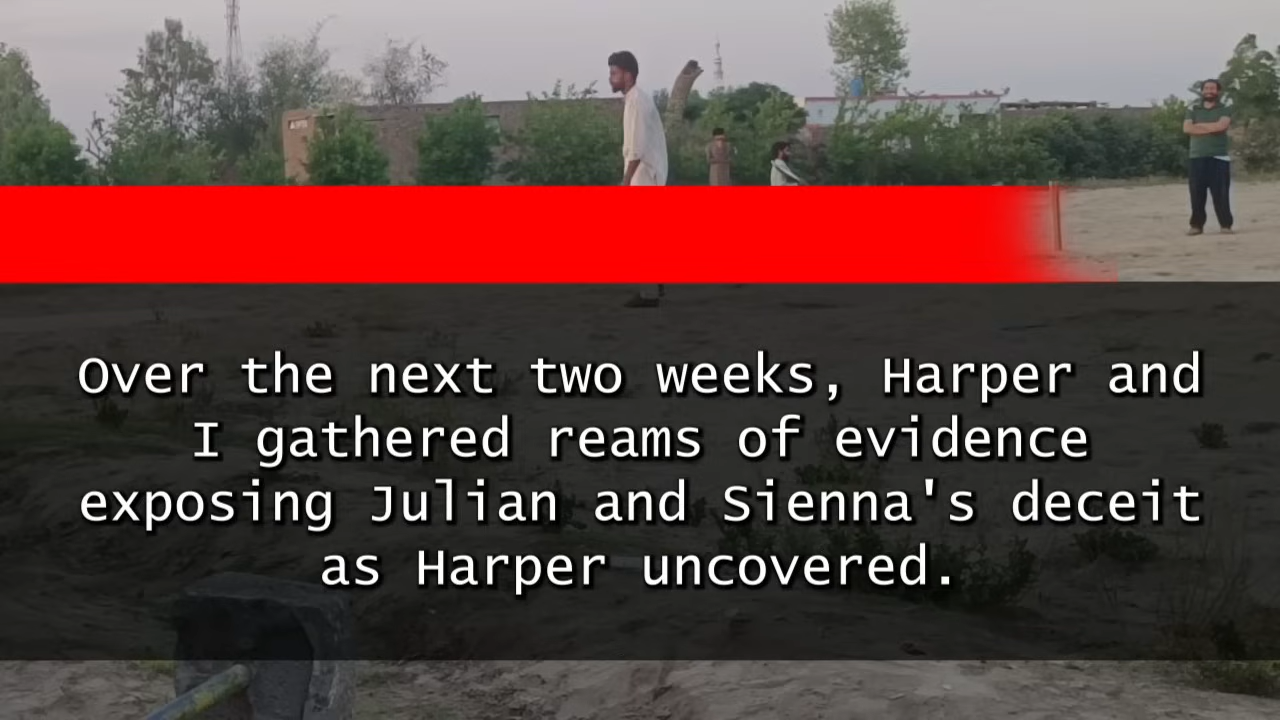 Over the next two weeks, Harper and
I gathered reams of evidence
exposing Julian and Sienna's deceit
as Harper uncovered.